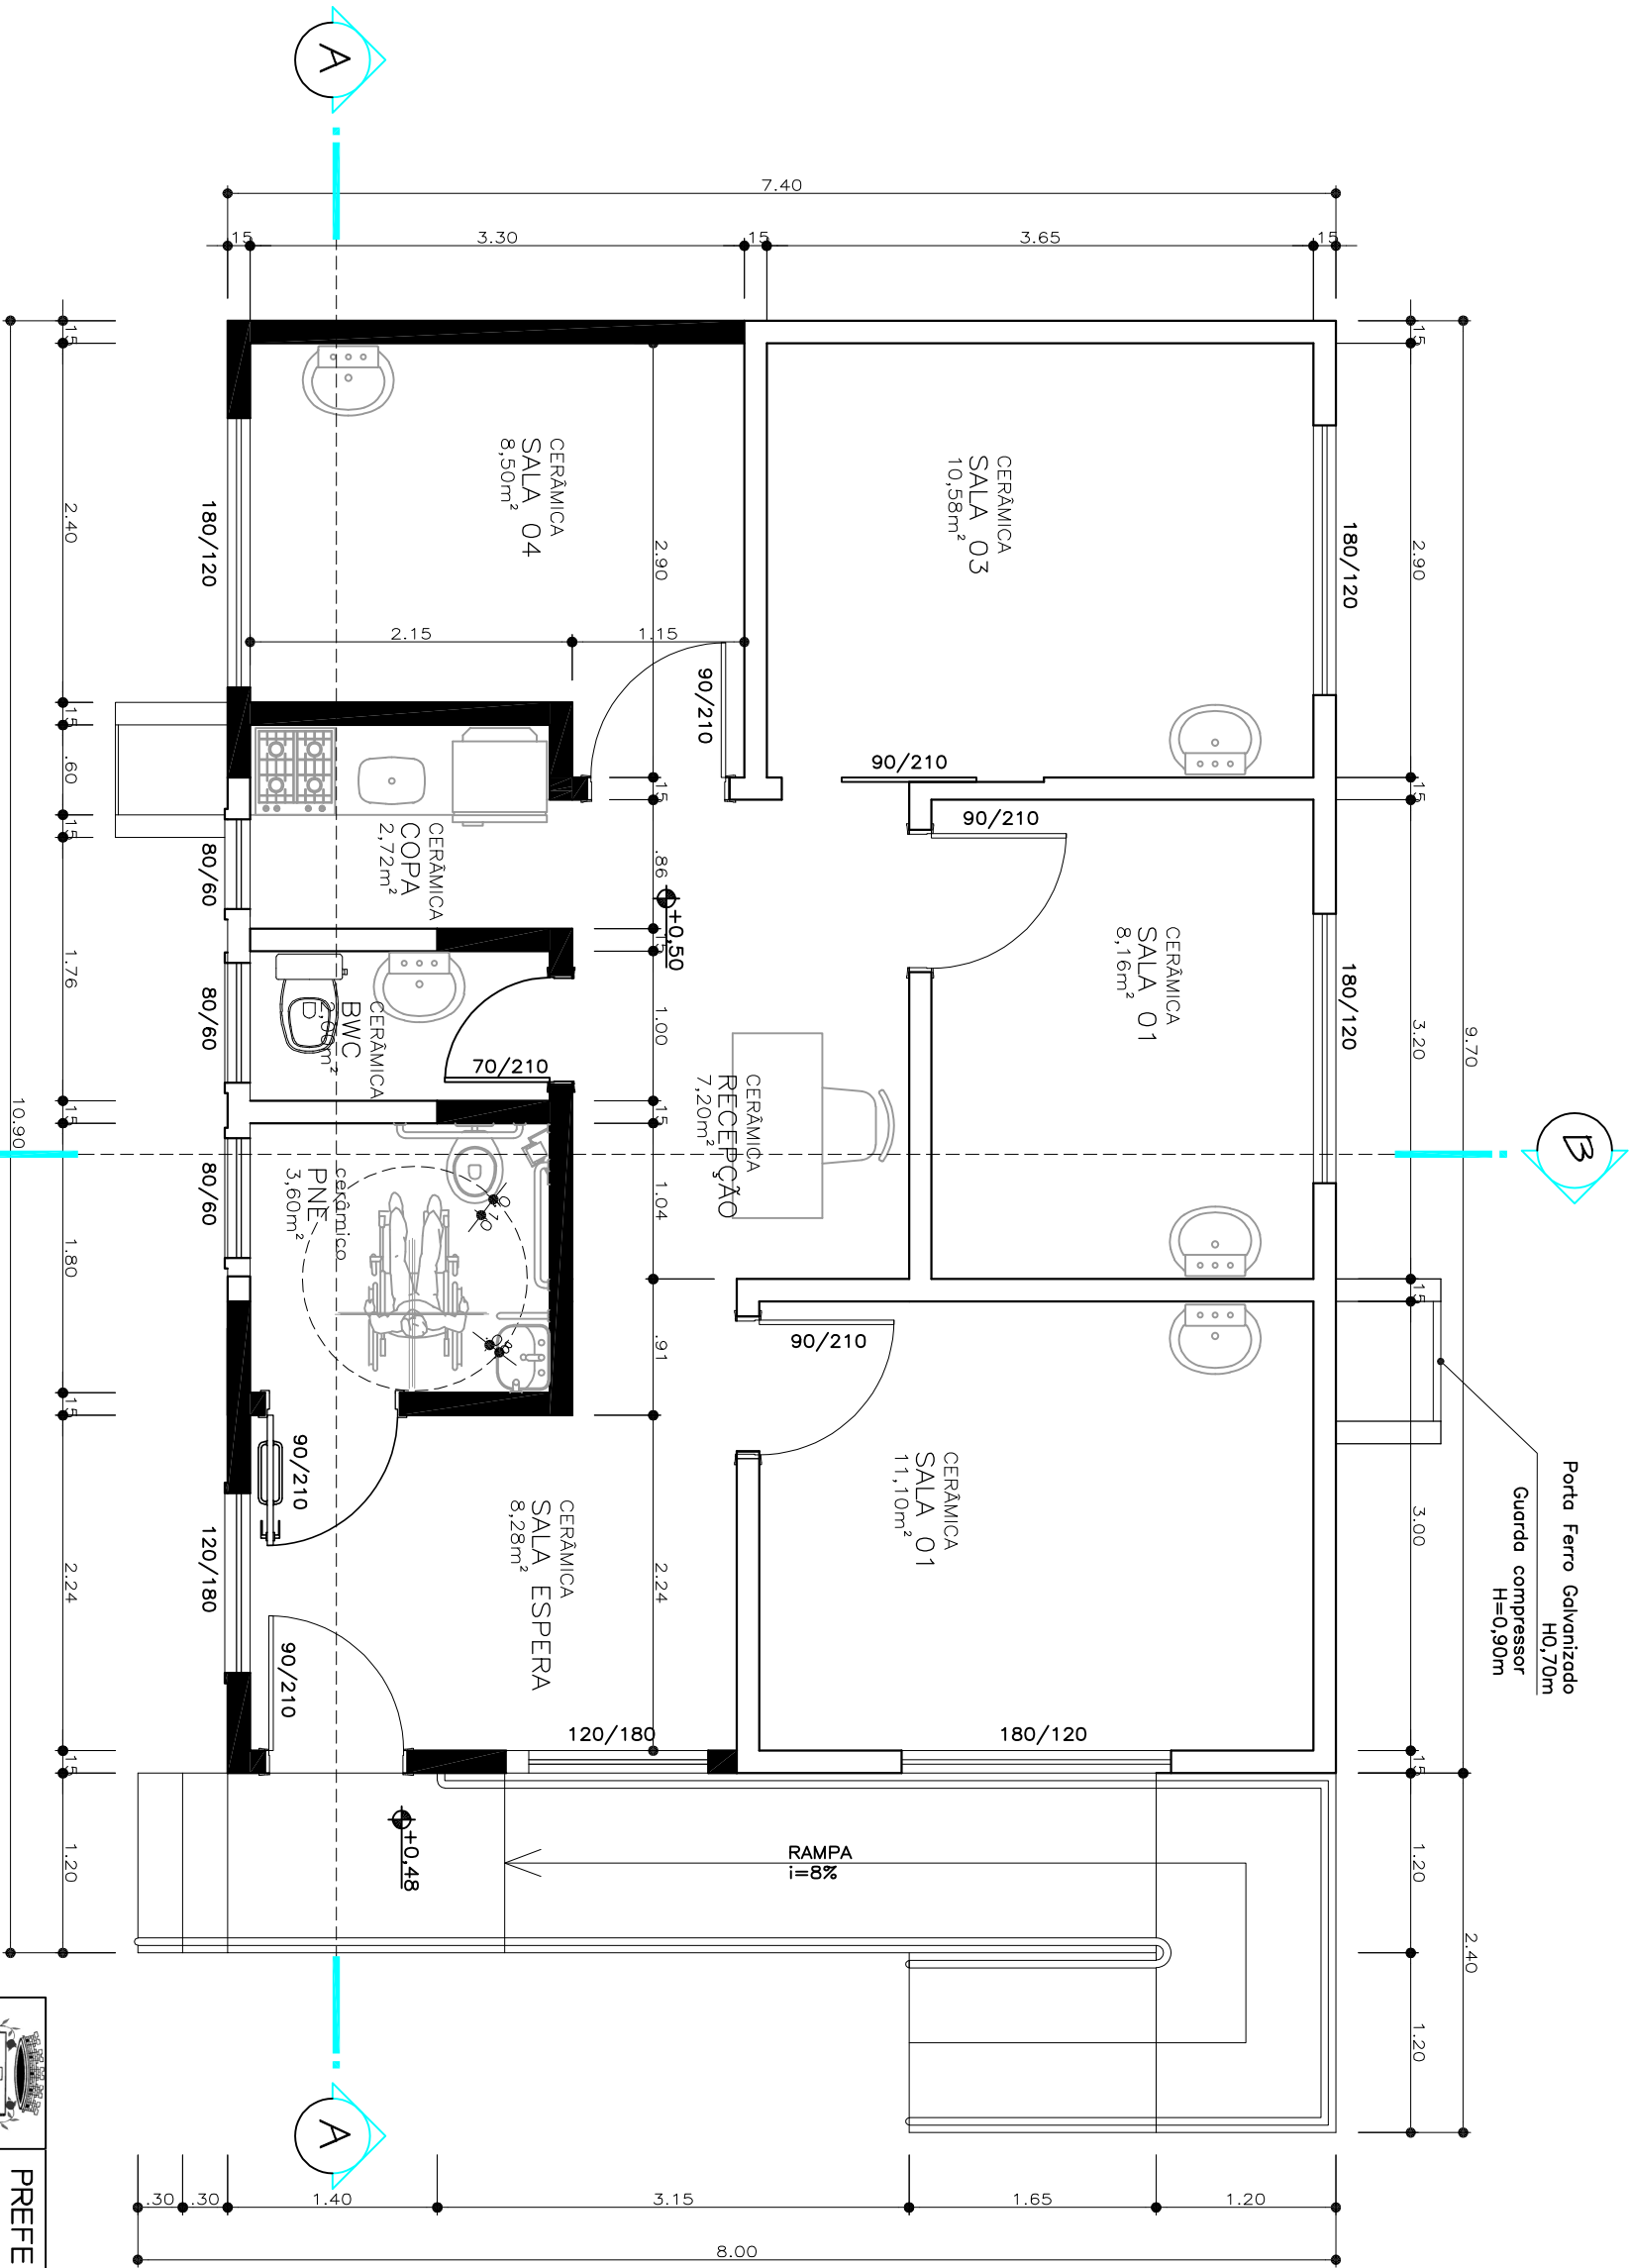 A
7.40
15
3.30
15
3.65
15
15
2.40
15
.60
15
1.76
15
1.80
15
2.24
15
1.20
10.90
15
2.90
15
3.20
15
3.00
15
1.20
1.20
9.70
2.40
CERÂMICA
SALA 04
8,50m²
CERÂMICA
SALA 03
10,58m²
180/120
180/120
2.90
2.15
1.15
90/210
90/210
90/210
15
.86
15
1.00
15
1.04
.91
2.24
CERÂMICA
COPA
2,72m²
80/60
+0,50
CERÂMICA
SALA 01
8,16m²
180/120
CERÂMICA
BWC
80/60
70/210
CERÂMICA
RECEPÇÃO
7,20m²
B
cerâmico
PNE
3,60m²
80/60
90/210
90/210
CERÂMICA
SALA 01
11,10m²
CERÂMICA
SALA ESPERA
8,28m²
120/180
90/210
120/180
180/120
Porta Ferro Galvanizado
H0,70m
Guarda compressor
H=0,90m
+0,48
RAMPA
i=8%
A
.30
.30
1.40
3.15
1.65
1.20
8.00
PREFE